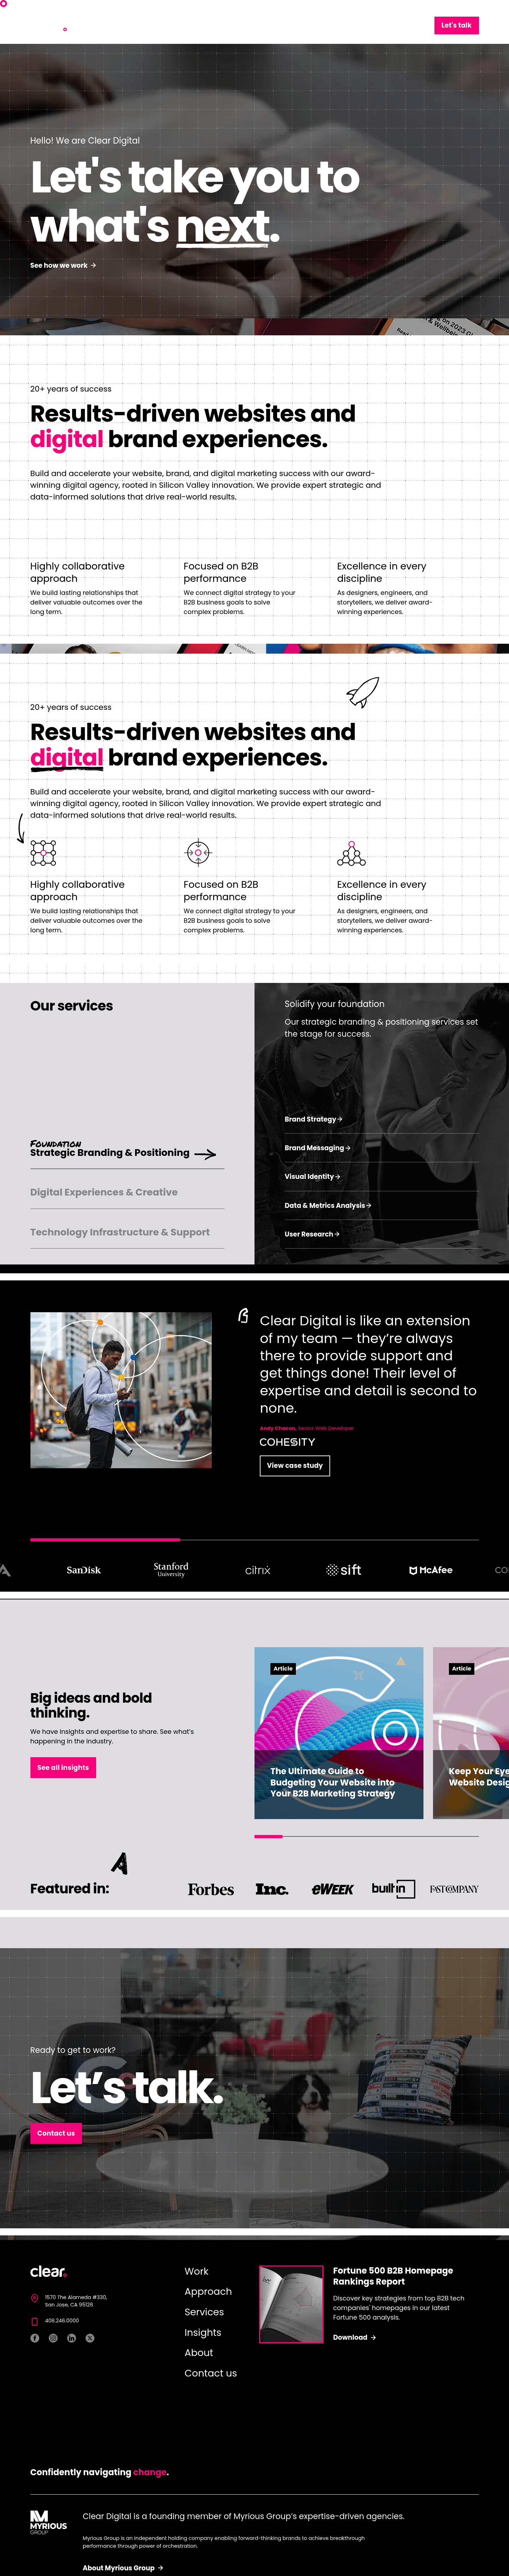 Let's talk
Hello! We are Clear Digital
Let's take you to
what's next.
See how we work
20+ years of success
Results-driven websites and
digital brand experiences.
Build and accelerate your website, brand, and digital marketing success with our award-
winning digital agency, rooted in Silicon Valley innovation. We provide expert strategic and
data-informed solutions that drive real-world results.
Highly collaborative
approach
We build lasting relationships that
deliver valuable outcomes over the
long term.
Focused on B2B
performance
We connect digital strategy to your
B2B business goals to solve
complex problems.
Excellence in every
discipline
As designers, engineers, and
storytellers, we deliver award-
winning experiences.
20+ years of success
Results-driven websites and
digital brand experiences.
Build and accelerate your website, brand, and digital marketing success with our award-
winning digital agency, rooted in Silicon Valley innovation. We provide expert strategic and
data-informed solutions that drive real-world results.
Highly collaborative
approach
We build lasting relationships that
deliver valuable outcomes over the
long term.
Focused on B2B
performance
We connect digital strategy to your
B2B business goals to solve
complex problems.
Excellence in every
discipline
As designers, engineers, and
storytellers, we deliver award-
winning experiences.
Our services
Foundation
Strategic Branding & Positioning
Digital Experiences & Creative
Technology Infrastructure & Support
Solidify your foundation
Our strategic branding & positioning services set
the stage for success.
Brand Strategy
Brand Messaging
Visual Identity
Data & Metrics Analysis
User Research
Clear Digital is like an extension
of my team — they're always
there to provide support and
get things done! Their level of
expertise and detail is second to
none.
Andy Chacon, Senior Web Developer
COHESITY
View case study
SanDisk
Stanford
University
citrix
sift
McAfee
CO
Big ideas and bold
thinking.
We have insights and expertise to share. See what's
happening in the industry.
See all insights
Article
The Ultimate Guide to
Budgeting Your Website into
Your B2B Marketing Strategy
Article
Keep Your Eye
Website Desig
Featured in:
Forbes
Inc.
eWEEK
built in
FAST COMPANY
Ready to get to work?
Let's talk.
Contact us
clear.
1570 The Alameda #330,
San Jose, CA 95126
408.246.0000
Work
Approach
Services
Insights
About
Contact us
Fortune 500 B2B Homepage
Rankings Report
Discover key strategies from top B2B tech
companies' homepages in our latest
Fortune 500 analysis.
Download
Confidently navigating change.
MYRIOUS
GROUP
Clear Digital is a founding member of Myrious Group's expertise-driven agencies.
Myrious Group is an independent holding company enabling forward-thinking brands to achieve breakthrough
performance through power of orchestration.
About Myrious Group